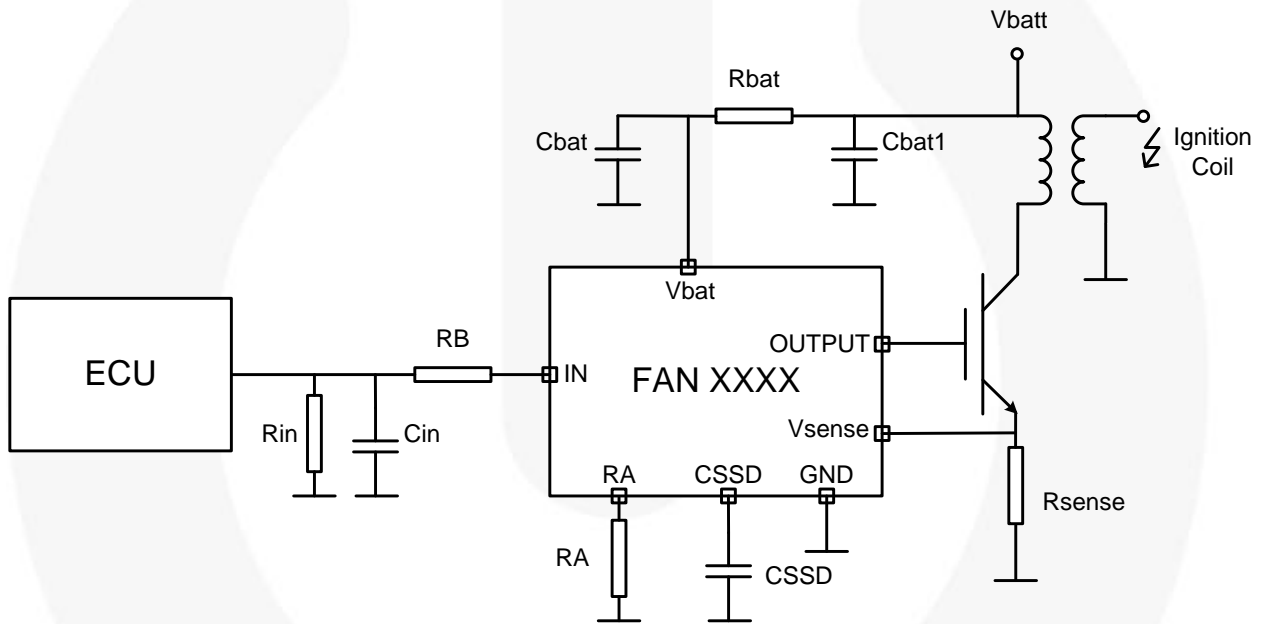 Vbatt
Rbat
Cbat
Cbat1
Ignition
Coil
Vbat
ECU
RB
IN
FAN XXXX
OUTPUT
Rin
Cin
Vsense
RA
CSSD
GND
Rsense
RA
CSSD